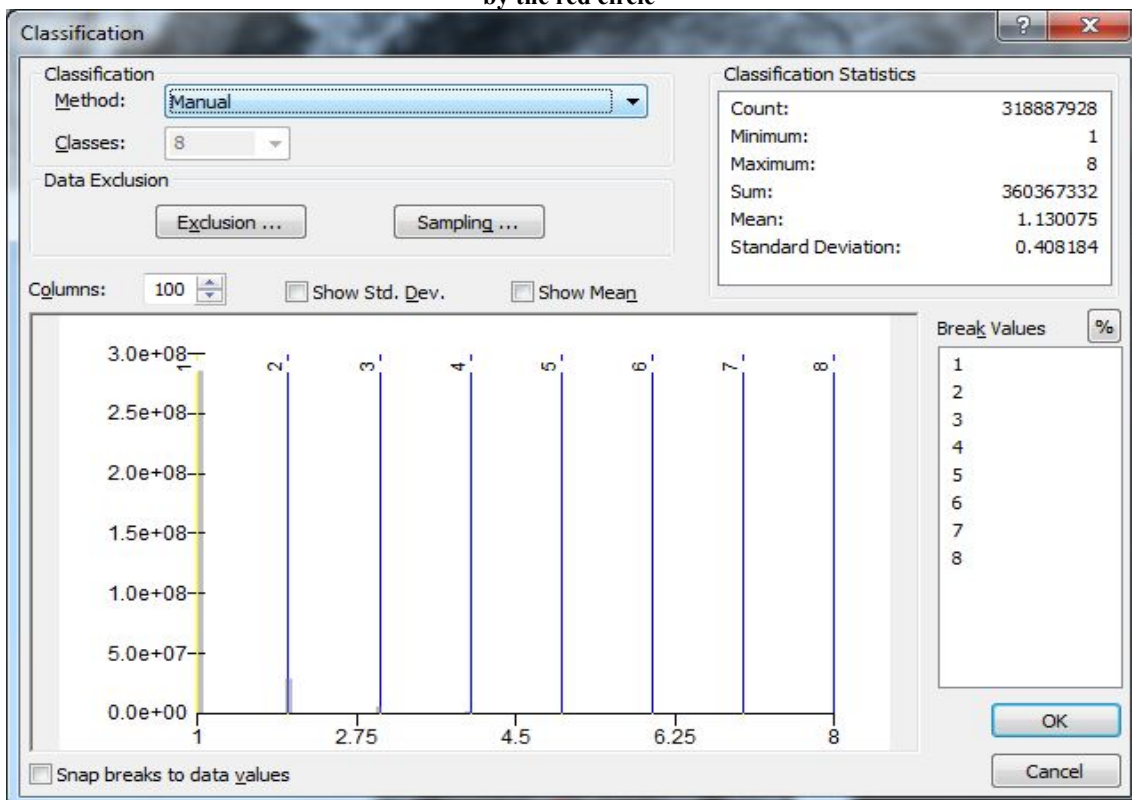 by the red circle
Classification
Classification
Method: Manual
Classes: 8
Data Exclusion
Exclusion ... Sampling ...
Classification Statistics
Count: 318887928
Minimum: 1
Maximum: 8
Sum: 360367332
Mean: 1.130075
Standard Deviation: 0.408184
Columns: 100 Show Std. Dev. Show Mean
Break Values %
1
2
3
4
5
6
7
8
3.0e+08
2.5e+08
2.0e+08
1.5e+08
1.0e+08
5.0e+07
0.0e+00
1 2 3 4 5 6 7 8
1 2.75 4.5 6.25 8
Snap breaks to data values
OK
Cancel